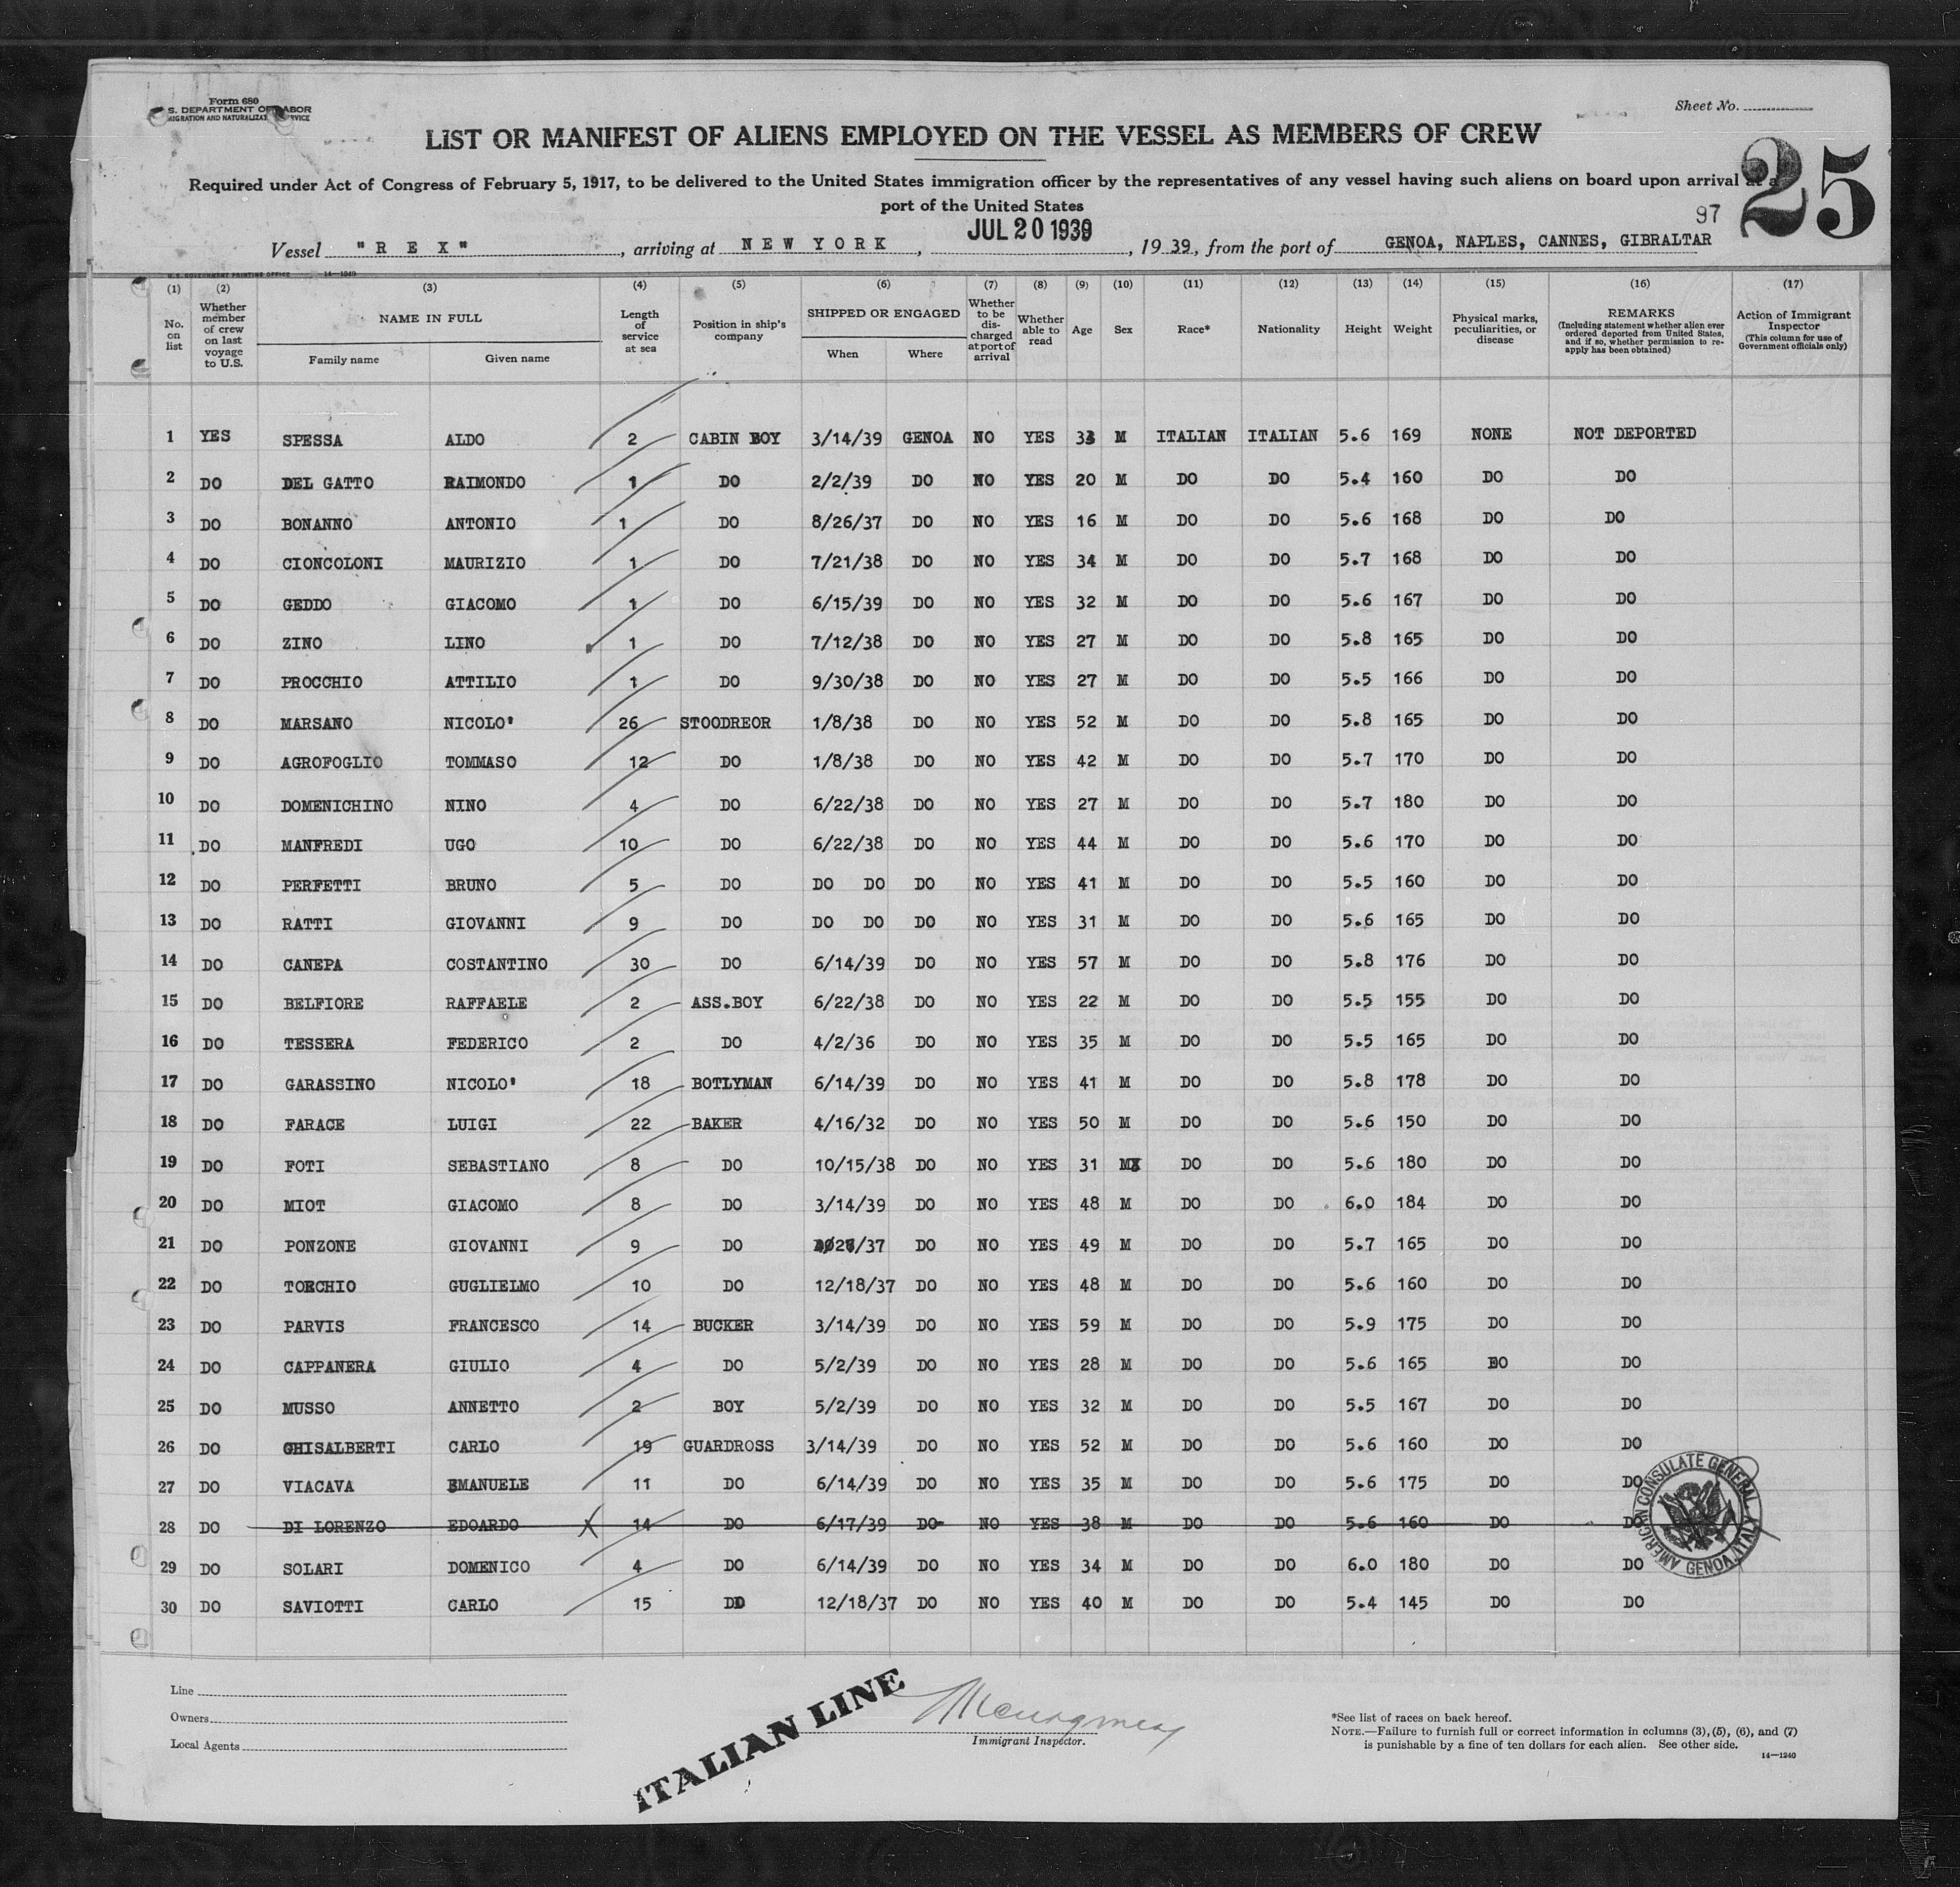 Form 680
S. DEPARTMENT OF LABOR
MIGRATION AND NATURALIZATION SERVICE
Sheet No.
LIST OR MANIFEST OF ALIENS EMPLOYED ON THE VESSEL AS MEMBERS OF CREW
25
Required under Act of Congress of February 5, 1917, to be delivered to the United States immigration officer by the representatives of any vessel having such aliens on board upon arrival at a
port of the United States
97
Vessel "REX", arriving at NEW YORK, JUL 20 1939, 1939, from the port of GENOA, NAPLES, CANNES, GIBRALTAR
U.S. GOVERNMENT PRINTING OFFICE 14—1240
(1) (2) (3) (4) (5) (6) (7) (8) (9) (10) (11) (12) (13) (14) (15) (16) (17)
No. on list
Whether member of crew on last voyage to U.S.
NAME IN FULL
Family name Given name
Length of service at sea
Position in ship's company
SHIPPED OR ENGAGED
When Where
Whether to be discharged at port of arrival
Whether able to read
Age
Sex
Race*
Nationality
Height
Weight
Physical marks, peculiarities, or disease
REMARKS
(Including statement whether alien ever ordered deported from United States, and if so, whether permission to reapply has been obtained)
Action of Immigrant Inspector
(This column for use of Government officials only)
1 YES SPESSA ALDO 2 CABIN BOY 3/14/39 GENOA NO YES 33 M ITALIAN ITALIAN 5.6 169 NONE NOT DEPORTED
2 DO DEL GATTO RAIMONDO 1 DO 2/2/39 DO NO YES 20 M DO DO 5.4 160 DO DO
3 DO BONANNO ANTONIO 1 DO 8/26/37 DO NO YES 16 M DO DO 5.6 168 DO DO
4 DO CIONCOLONI MAURIZIO 1 DO 7/21/38 DO NO YES 34 M DO DO 5.7 168 DO DO
5 DO GEDDO GIACOMO 1 DO 6/15/39 DO NO YES 32 M DO DO 5.6 167 DO DO
6 DO ZINO LINO 1 DO 7/12/38 DO NO YES 27 M DO DO 5.8 165 DO DO
7 DO PROCCHIO ATTILIO 1 DO 9/30/38 DO NO YES 27 M DO DO 5.5 166 DO DO
8 DO MARSANO NICOLO' 26 STOODREOR 1/8/38 DO NO YES 52 M DO DO 5.8 165 DO DO
9 DO AGROFOGLIO TOMMASO 12 DO 1/8/38 DO NO YES 42 M DO DO 5.7 170 DO DO
10 DO DOMENICHINO NINO 4 DO 6/22/38 DO NO YES 27 M DO DO 5.7 180 DO DO
11 DO MANFREDI UGO 10 DO 6/22/38 DO NO YES 44 M DO DO 5.6 170 DO DO
12 DO PERFETTI BRUNO 5 DO DO DO DO NO YES 41 M DO DO 5.5 160 DO DO
13 DO RATTI GIOVANNI 9 DO DO DO DO NO YES 31 M DO DO 5.6 165 DO DO
14 DO CANEPA COSTANTINO 30 DO 6/14/39 DO NO YES 57 M DO DO 5.8 176 DO DO
15 DO BELFIORE RAFFAELE 2 ASS.BOY 6/22/38 DO NO YES 22 M DO DO 5.5 155 DO DO
16 DO TESSERA FEDERICO 2 DO 4/2/36 DO NO YES 35 M DO DO 5.5 165 DO DO
17 DO GARASSINO NICOLO' 18 BOTLYMAN 6/14/39 DO NO YES 41 M DO DO 5.8 178 DO DO
18 DO FARACE LUIGI 22 BAKER 4/16/32 DO NO YES 50 M DO DO 5.6 150 DO DO
19 DO FOTI SEBASTIANO 8 DO 10/15/38 DO NO YES 31 M DO DO 5.6 180 DO DO
20 DO MIOT GIACOMO 8 DO 3/14/39 DO NO YES 48 M DO DO 6.0 184 DO DO
21 DO PONZONE GIOVANNI 9 DO /37 DO NO YES 49 M DO DO 5.7 165 DO DO
22 DO TORCHIO GUGLIELMO 10 DO 12/18/37 DO NO YES 48 M DO DO 5.6 160 DO DO
23 DO PARVIS FRANCESCO 14 BUCKER 3/14/39 DO NO YES 59 M DO DO 5.9 175 DO DO
24 DO CAPPANERA GIULIO 4 DO 5/2/39 DO NO YES 28 M DO DO 5.6 165 DO DO
25 DO MUSSO ANNETTO 2 BOY 5/2/39 DO NO YES 32 M DO DO 5.5 167 DO DO
26 DO GHISALBERTI CARLO 19 GUARDROSS 3/14/39 DO NO YES 52 M DO DO 5.6 160 DO DO
27 DO VIACAVA EMANUELE 11 DO 6/14/39 DO NO YES 35 M DO DO 5.6 175 DO DO
28 DO DI LORENZO EDOARDO X 14 DO 6/17/39 DO NO YES 38 M DO DO 5.6 160 DO DO
29 DO SOLARI DOMENICO 4 DO 6/14/39 DO NO YES 34 M DO DO 6.0 180 DO DO
30 DO SAVIOTTI CARLO 15 DO 12/18/37 DO NO YES 40 M DO DO 5.4 145 DO DO
AMERICAN CONSULATE GENERAL GENOA, ITALY
Line
Owners
Local Agents
ITALIAN LINE
Immigrant Inspector.
*See list of races on back hereof.
NOTE.—Failure to furnish full or correct information in columns (3), (5), (6), and (7)
is punishable by a fine of ten dollars for each alien. See other side.
14—1240